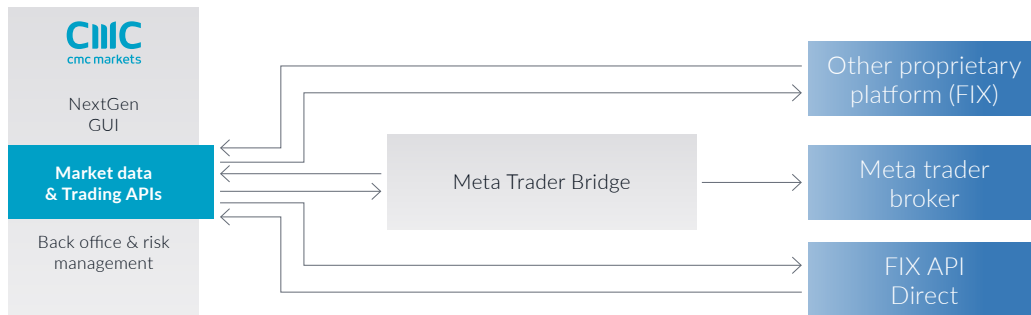 CMC
cmc markets
NextGen
GUI
Market data
& Trading APIs
Back office & risk
management
Meta Trader Bridge
Other proprietary
platform (FIX)
Meta trader
broker
FIX API
Direct